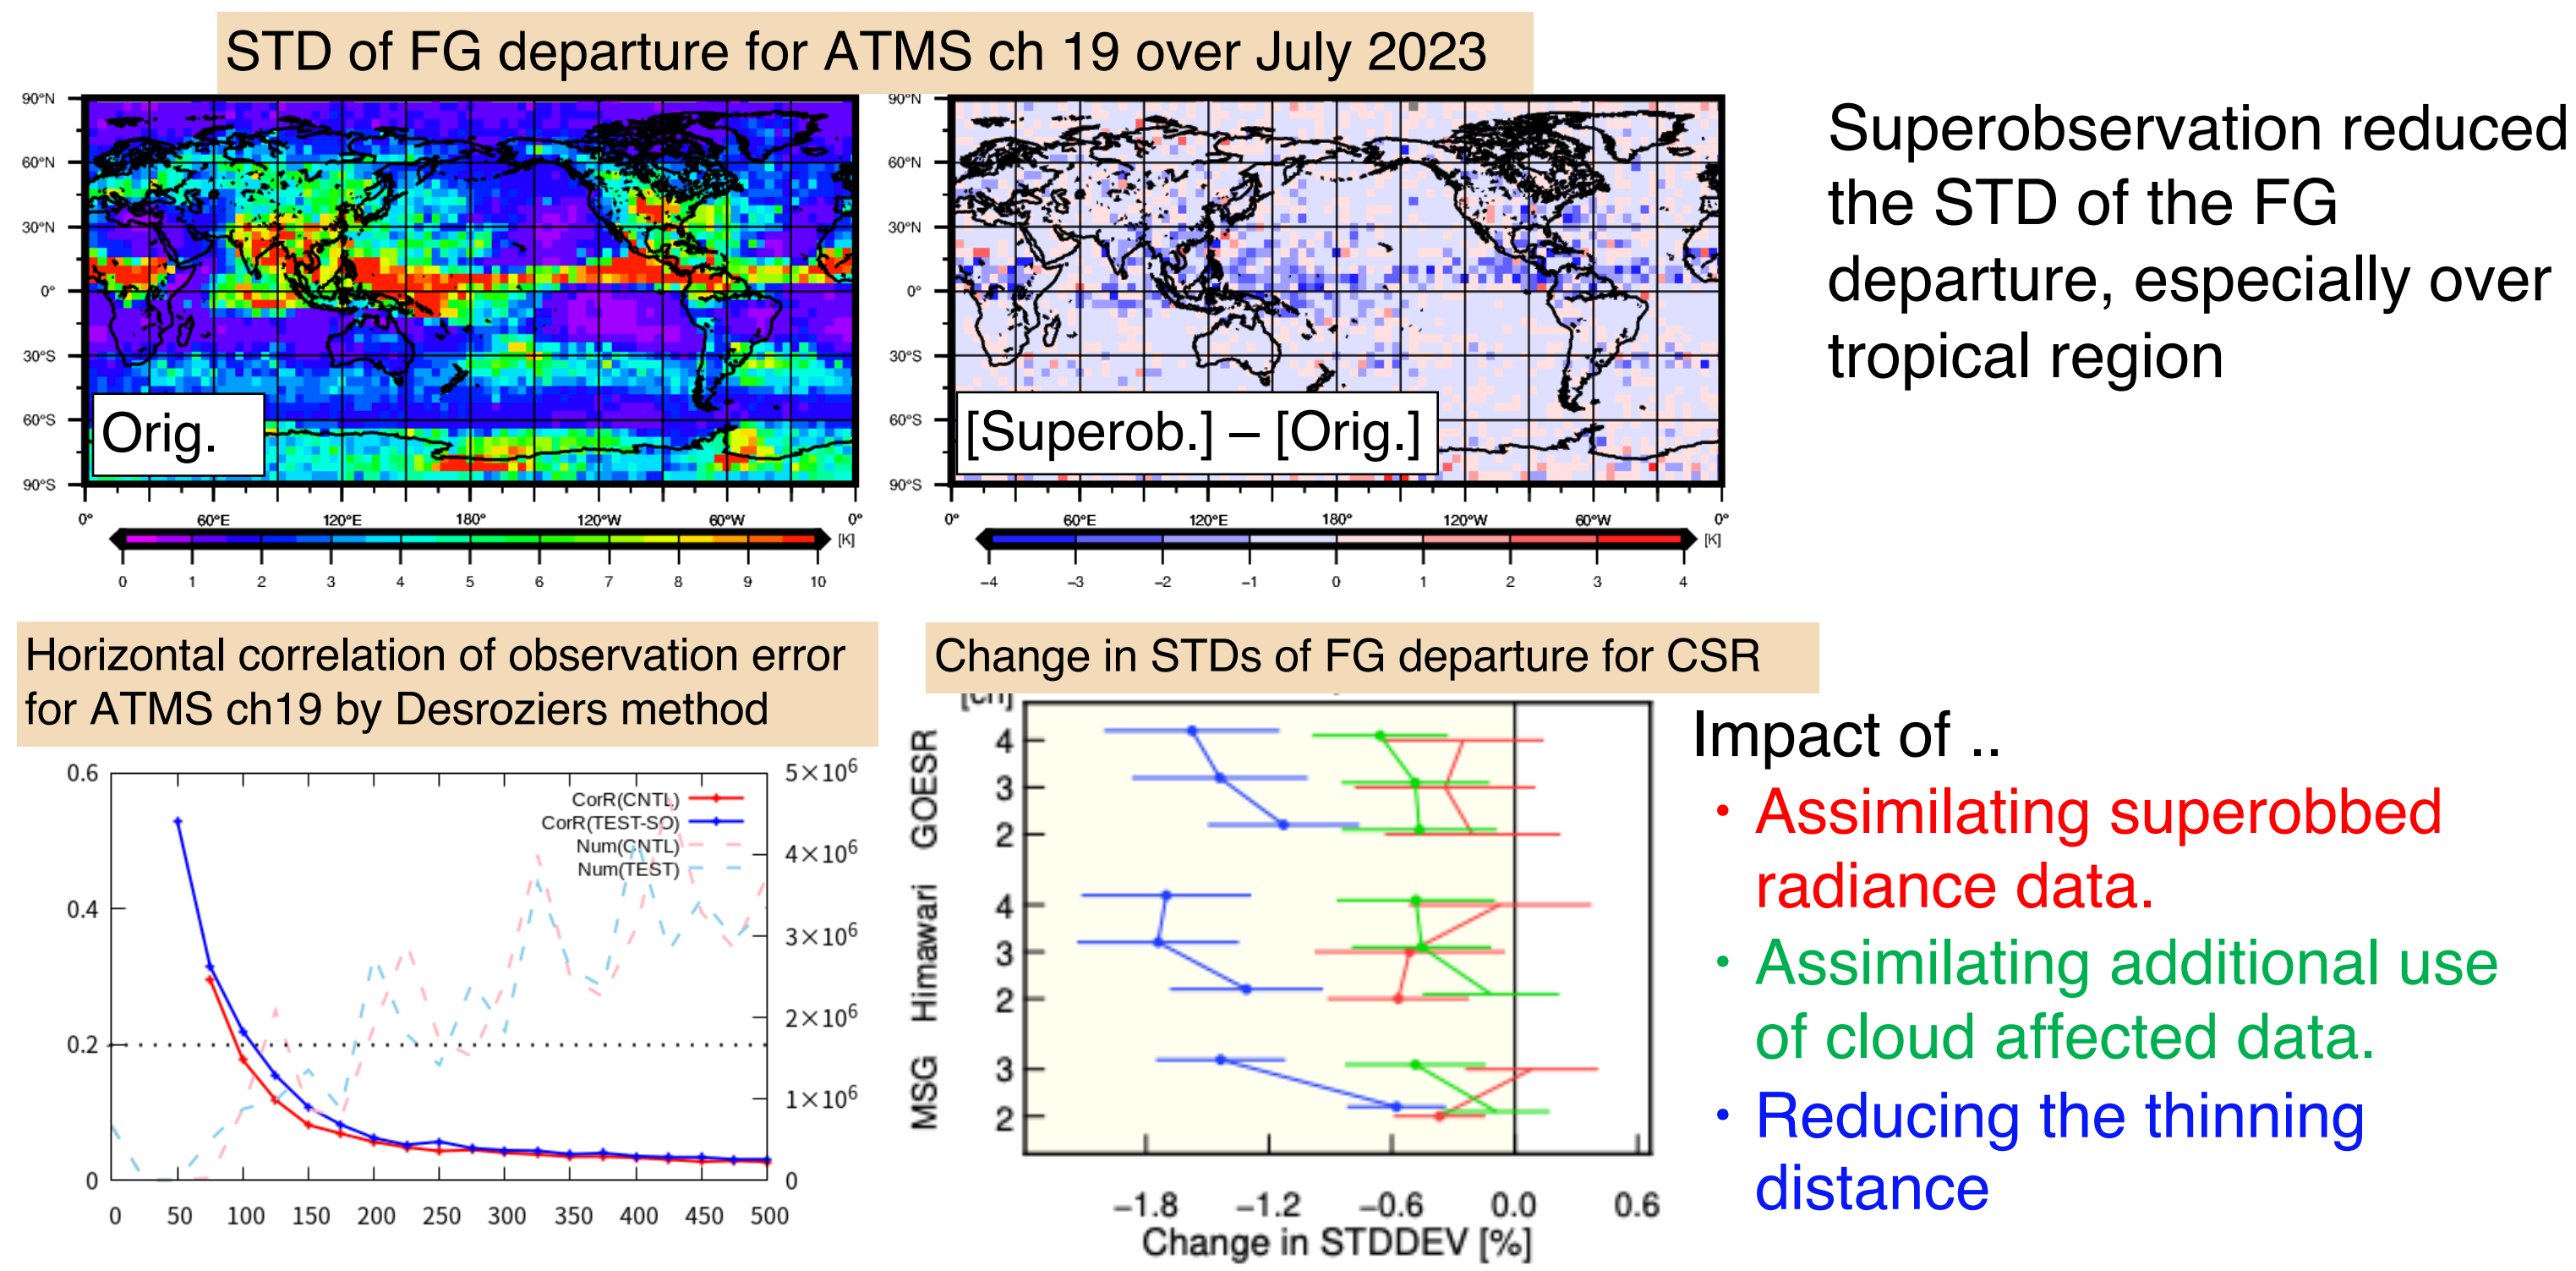 STD of FG departure for ATMS ch 19 over July 2023
90°N
60°N
30°N
0°
30°S
60°S
90°S
Orig.
0° 60°E 120°E 180° 120°W 60°W 0°
[K]
0 1 2 3 4 5 6 7 8 9 10
90°N
60°N
30°N
0°
30°S
60°S
90°S
[Superob.] – [Orig.]
0° 60°E 120°E 180° 120°W 60°W 0°
[K]
−4 −3 −2 −1 0 1 2 3 4
Superobservation reduced
the STD of the FG
departure, especially over
tropical region
Horizontal correlation of observation error
for ATMS ch19 by Desroziers method
0.6
0.4
0.2
0
CorR(CNTL)
CorR(TEST-SO)
Num(CNTL)
Num(TEST)
5×10⁶
4×10⁶
3×10⁶
2×10⁶
1×10⁶
0
0 50 100 150 200 250 300 350 400 450 500
Change in STDs of FG departure for CSR
[ch]
GOESR
4
3
2
Himawari
4
3
2
MSG
3
2
−1.8 −1.2 −0.6 0.0 0.6
Change in STDDEV [%]
Impact of ..
• Assimilating superobbed
radiance data.
• Assimilating additional use
of cloud affected data.
• Reducing the thinning
distance